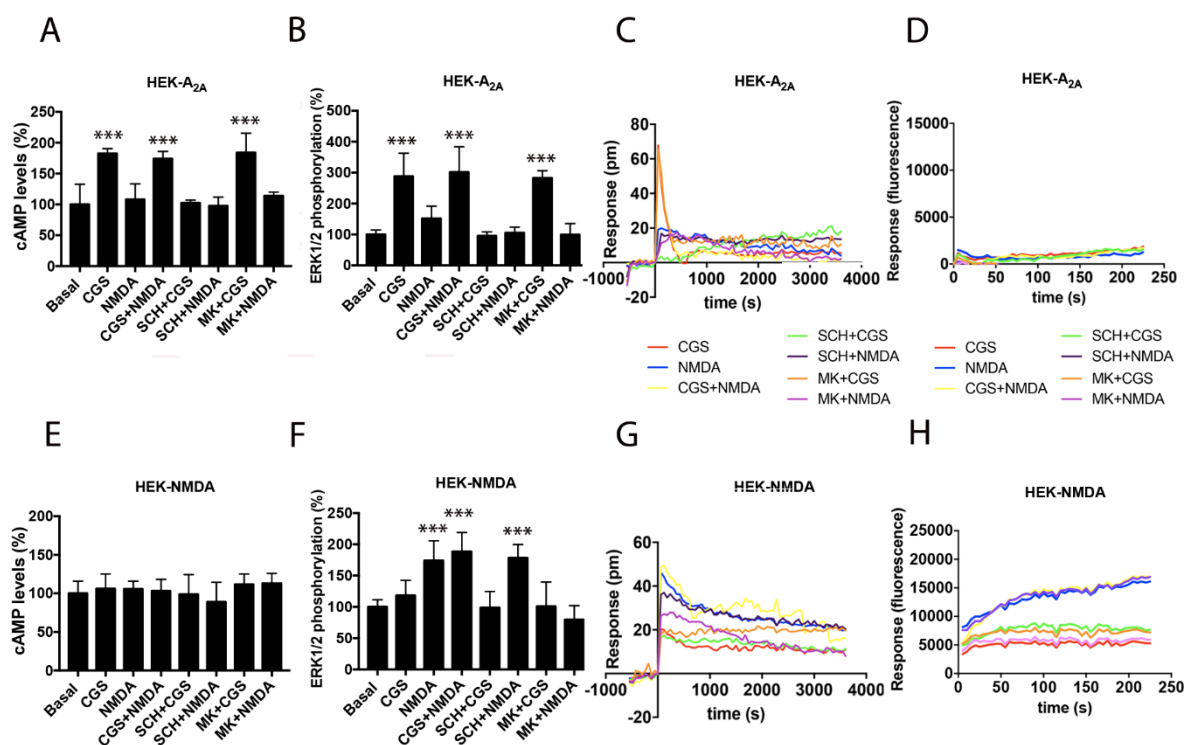 A
B
C
D
HEK-A2A
HEK-A2A
HEK-A2A
HEK-A2A
cAMP levels (%)
250
200
150
100
50
0
***
***
***
Basal
CGS
NMDA
CGS+NMDA
SCH+CGS
SCH+NMDA
MK+CGS
MK+NMDA
ERK1/2 phosphorylation (%)
500
400
300
200
100
0
***
***
***
Basal
CGS
NMDA
CGS+NMDA
SCH+CGS
SCH+NMDA
MK+CGS
MK+NMDA
Response (pm)
80
60
40
20
-20
-1000
0
1000
2000
3000
4000
time (s)
Response (fluorescence)
15000
10000
5000
0
0
50
100
150
200
250
time (s)
CGS
NMDA
CGS+NMDA
SCH+CGS
SCH+NMDA
MK+CGS
MK+NMDA
CGS
NMDA
CGS+NMDA
SCH+CGS
SCH+NMDA
MK+CGS
MK+NMDA
E
F
G
H
HEK-NMDA
HEK-NMDA
HEK-NMDA
HEK-NMDA
cAMP levels (%)
200
150
100
50
0
Basal
CGS
NMDA
CGS+NMDA
SCH+CGS
SCH+NMDA
MK+CGS
MK+NMDA
ERK1/2 phosphorylation (%)
250
200
150
100
50
0
***
***
***
Basal
CGS
NMDA
CGS+NMDA
SCH+CGS
SCH+NMDA
MK+CGS
MK+NMDA
Response (pm)
60
40
20
-20
-1000
0
1000
2000
3000
4000
time (s)
Response (fluorescence)
25000
20000
15000
10000
5000
0
0
50
100
150
200
250
time (s)